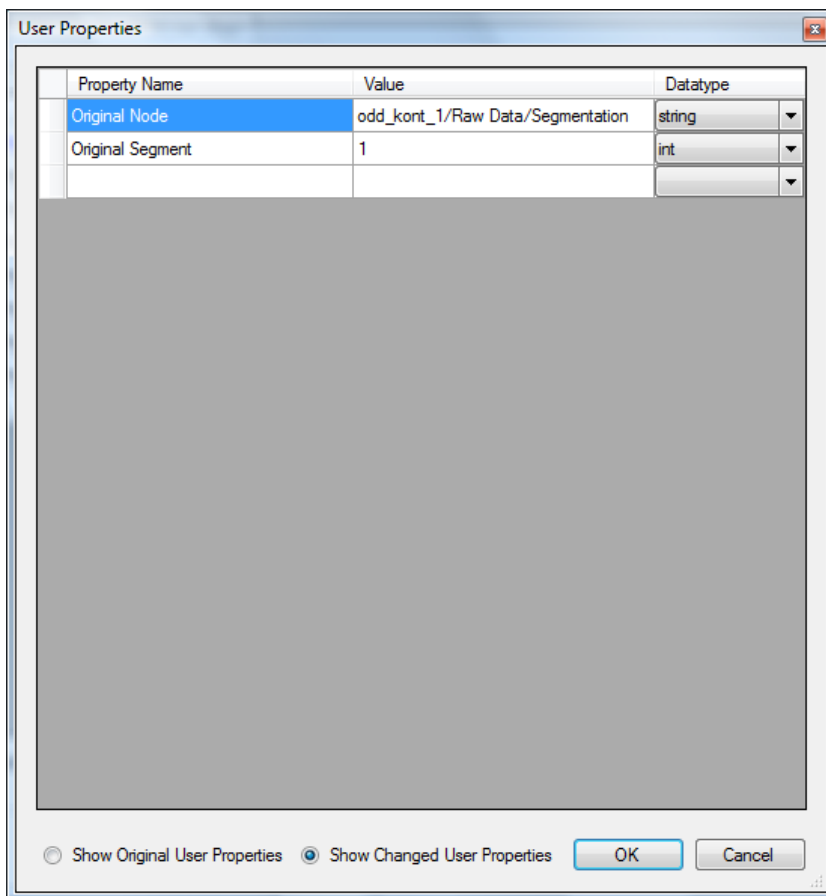 User Properties
Property Name Value Datatype
Original Node odd_kont_1/Raw Data/Segmentation string
Original Segment 1 int
Show Original User Properties Show Changed User Properties OK Cancel